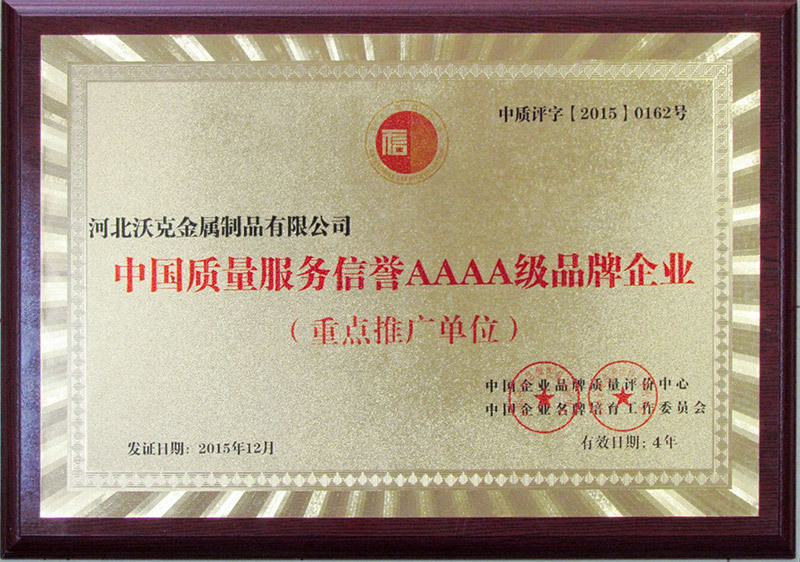 中质评字【2015】0162号
信
河北沃克金属制品有限公司
中国质量服务信誉AAAA级品牌企业
（重点推广单位）
中国企业品牌质量评价中心
中国企业名牌培育工作委员会
发证日期：2015年12月
有效日期：4年